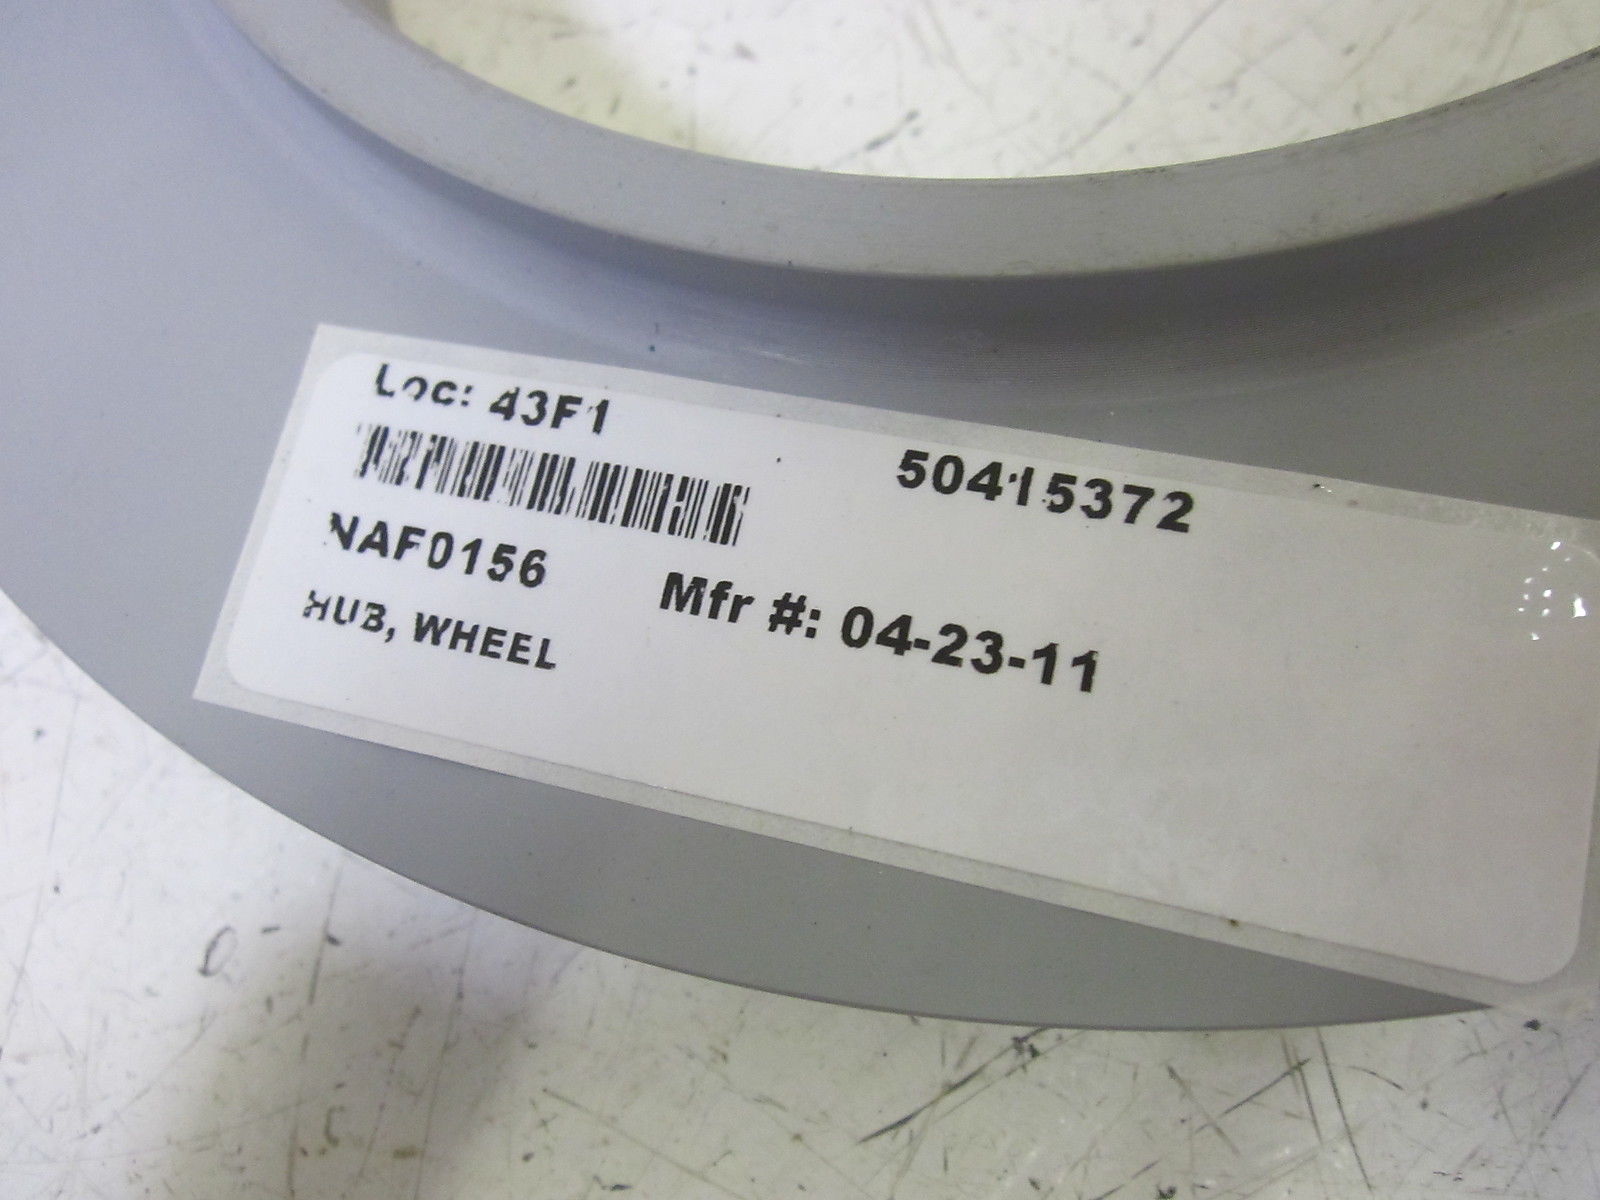 Loc: 43F1
50415372
NAF0156
Mfr #: 04-23-11
HUB, WHEEL